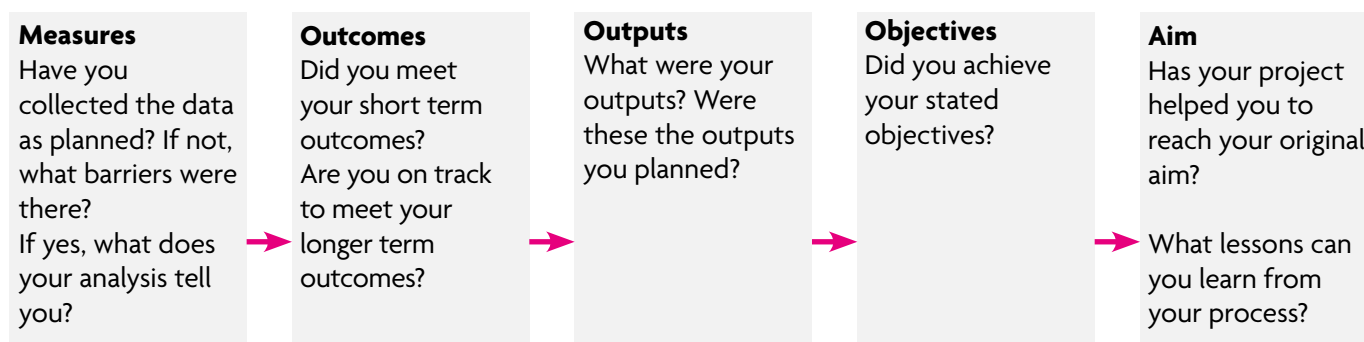 Measures
Have you
collected the data
as planned? If not,
what barriers were
there?
If yes, what does
your analysis tell
you?
Outcomes
Did you meet
your short term
outcomes?
Are you on track
to meet your
longer term
outcomes?
Outputs
What were your
outputs? Were
these the outputs
you planned?
Objectives
Did you achieve
your stated
objectives?
Aim
Has your project
helped you to
reach your original
aim?
What lessons can
you learn from
your process?